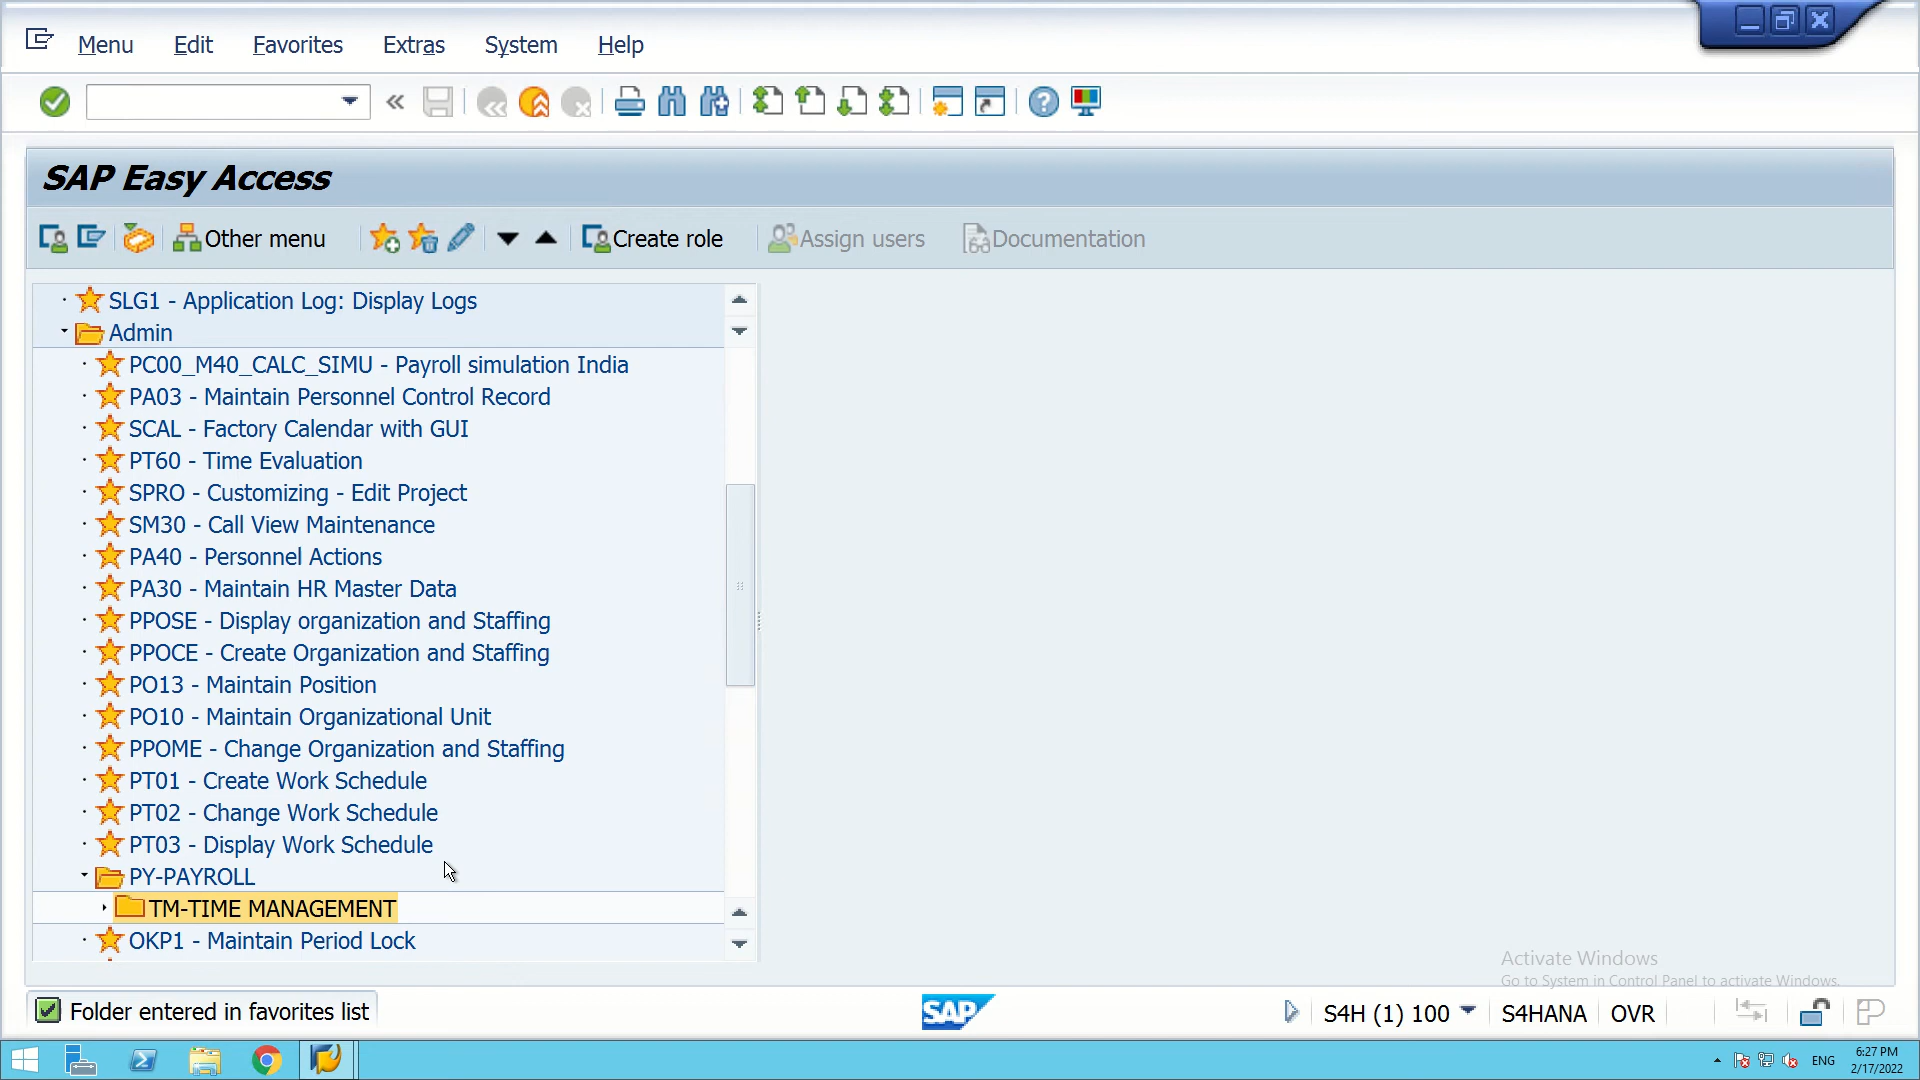 Menu Edit Favorites Extras System Help
SAP Easy Access
Other menu Create role Assign users Documentation
SLG1 - Application Log: Display Logs
Admin
PC00_M40_CALC_SIMU - Payroll simulation India
PA03 - Maintain Personnel Control Record
SCAL - Factory Calendar with GUI
PT60 - Time Evaluation
SPRO - Customizing - Edit Project
SM30 - Call View Maintenance
PA40 - Personnel Actions
PA30 - Maintain HR Master Data
PPOSE - Display organization and Staffing
PPOCE - Create Organization and Staffing
PO13 - Maintain Position
PO10 - Maintain Organizational Unit
PPOME - Change Organization and Staffing
PT01 - Create Work Schedule
PT02 - Change Work Schedule
PT03 - Display Work Schedule
PY-PAYROLL
TM-TIME MANAGEMENT
OKP1 - Maintain Period Lock
Activate Windows
Go to System in Control Panel to activate Windows.
Folder entered in favorites list
SAP
S4H (1) 100 S4HANA OVR
ENG
6:27 PM
2/17/2022